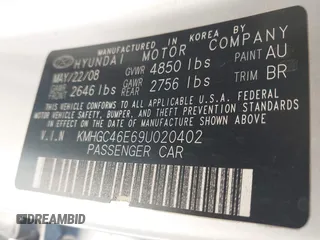 MANUFACTURED IN KOREA BY
HYUNDAI MOTOR COMPANY
MAY/22/08 GVWR 4850 lbs PAINT AU
GAWR FRT 2646 lbs GAWR RR 2756 lbs TRIM BR
THIS VEHICLE CONFORMS TO ALL APPLICABLE U.S.A. FEDERAL
MOTOR VEHICLE SAFETY, BUMPER, AND THEFT PREVENTION
STANDARDS IN EFFECT ON THE DATE OF MANUFACTURE SHOWN ABOVE.
V.I.N KMHGC46E69U020402
PASSENGER CAR
DREAMBID